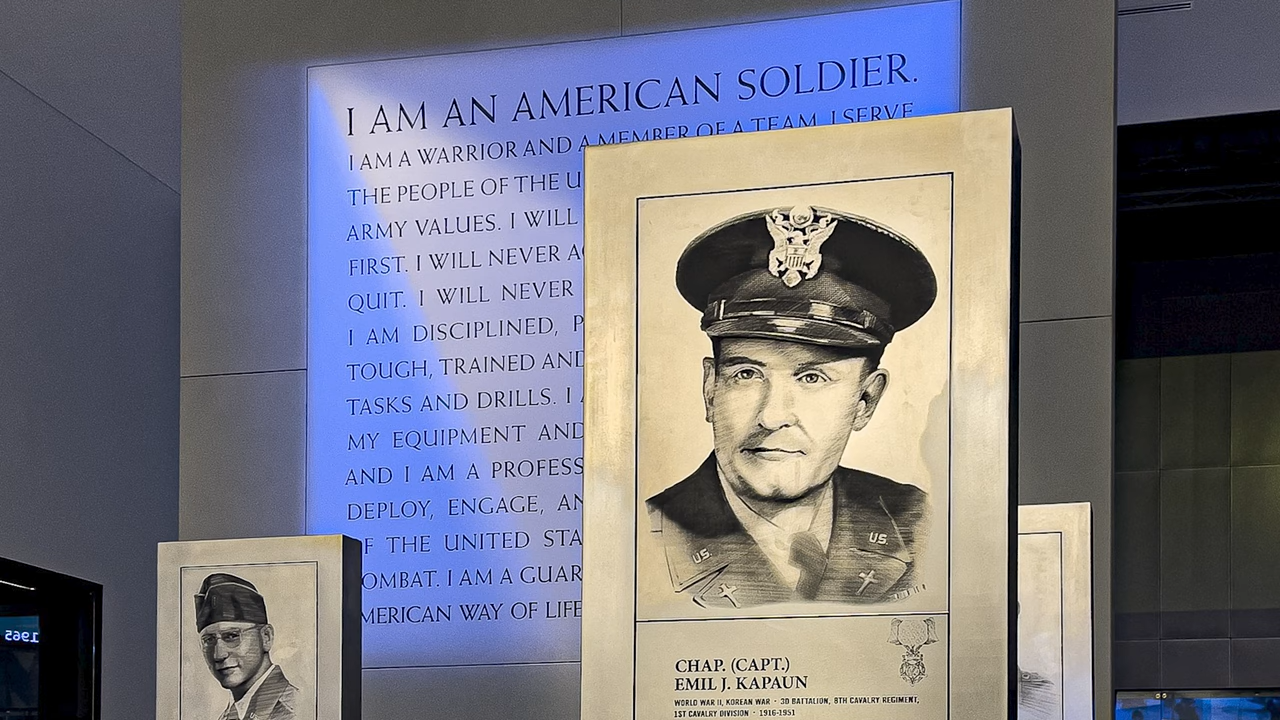 I AM AN AMERICAN SOLDIER.
I AM A WARRIOR AND A MEMBER OF A TEAM. I SERVE
THE PEOPLE OF THE U
ARMY VALUES. I WILL
FIRST. I WILL NEVER AC
QUIT. I WILL NEVER
I AM DISCIPLINED, P
TOUGH, TRAINED AND
TASKS AND DRILLS. I A
MY EQUIPMENT AND
AND I AM A PROFESS
DEPLOY, ENGAGE, AN
F THE UNITED STA
OMBAT. I AM A GUAR
MERICAN WAY OF LIFE
U.S.
U.S.
CHAP. (CAPT.)
EMIL J. KAPAUN
WORLD WAR II, KOREAN WAR · 3D BATTALION, 8TH CAVALRY REGIMENT,
1ST CAVALRY DIVISION · 1916-1951
1965